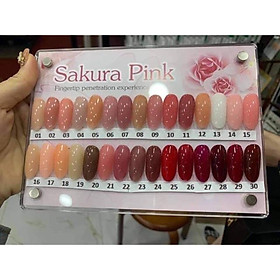 Sakura Pink
Fingertip penetration experience
01 02 03 04 05 06 07 08 09 10 11 12 13 14 15
16 17 18 19 20 21 22 23 24 25 26 27 28 29 30